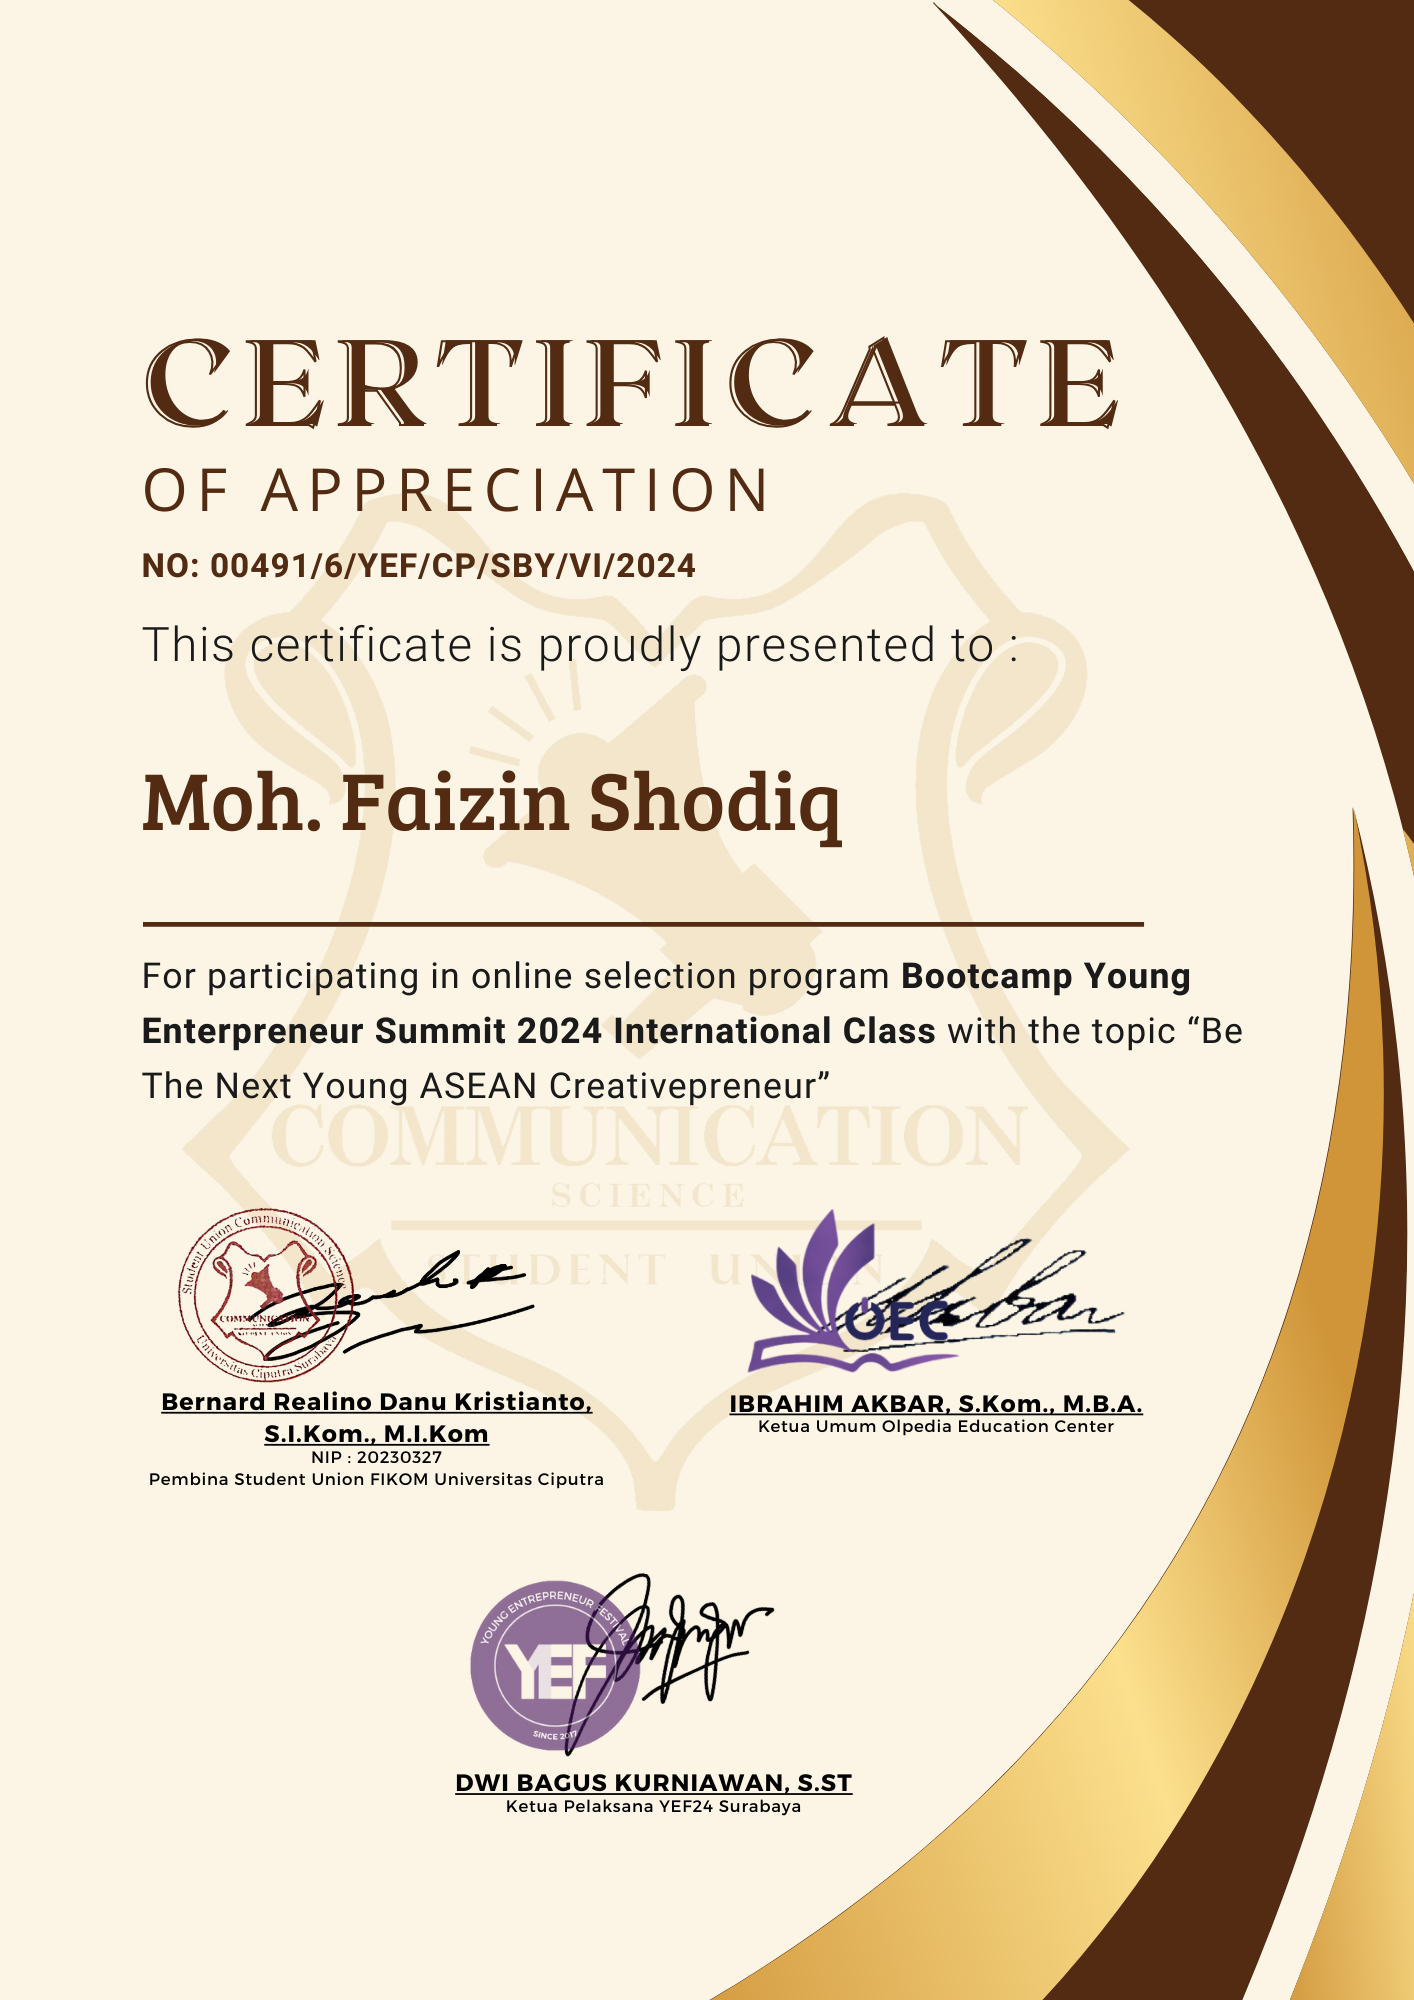 CERTIFICATE
OF APPRECIATION
NO: 00491/6/YEF/CP/SBY/VI/2024
This certificate is proudly presented to :
Moh. Faizin Shodiq
For participating in online selection program Bootcamp Young
Enterpreneur Summit 2024 International Class with the topic “Be
The Next Young ASEAN Creativepreneur”
COMMUNICATION
SCIENCE
STUDENT UNION
Student Union Communication Science
COMMUNICATION
Universitas Ciputra Surabaya
OEC
Bernard Realino Danu Kristianto,
S.I.Kom., M.I.Kom
NIP : 20230327
Pembina Student Union FIKOM Universitas Ciputra
IBRAHIM AKBAR, S.Kom., M.B.A.
Ketua Umum Olpedia Education Center
YOUNG ENTREPRENEUR FESTIVAL
YEF
SINCE 2017
DWI BAGUS KURNIAWAN, S.ST
Ketua Pelaksana YEF24 Surabaya